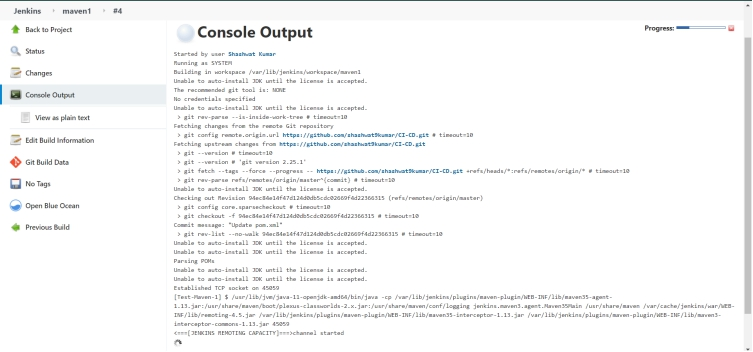 Jenkins › maven1 › #4
Back to Project
Status
Changes
Console Output
View as plain text
Edit Build Information
Git Build Data
No Tags
Open Blue Ocean
Previous Build
Console Output
Progress:
Started by user Shashwat Kumar
Running as SYSTEM
Building in workspace /var/lib/jenkins/workspace/maven1
Unable to auto-install JDK until the license is accepted.
The recommended git tool is: NONE
No credentials specified
Unable to auto-install JDK until the license is accepted.
> git rev-parse --is-inside-work-tree # timeout=10
Fetching changes from the remote Git repository
> git config remote.origin.url https://github.com/shashwat9kumar/CI-CD.git # timeout=10
Fetching upstream changes from https://github.com/shashwat9kumar/CI-CD.git
> git --version # timeout=10
> git --version # 'git version 2.25.1'
> git fetch --tags --force --progress -- https://github.com/shashwat9kumar/CI-CD.git +refs/heads/*:refs/remotes/origin/* # timeout=10
> git rev-parse refs/remotes/origin/master^{commit} # timeout=10
Unable to auto-install JDK until the license is accepted.
Checking out Revision 94ec84e14f47d124d0db5cdc02669f4d22366315 (refs/remotes/origin/master)
> git config core.sparsecheckout # timeout=10
> git checkout -f 94ec84e14f47d124d0db5cdc02669f4d22366315 # timeout=10
Commit message: "Update pom.xml"
> git rev-list --no-walk 94ec84e14f47d124d0db5cdc02669f4d22366315 # timeout=10
Unable to auto-install JDK until the license is accepted.
Unable to auto-install JDK until the license is accepted.
Parsing POMs
Unable to auto-install JDK until the license is accepted.
Unable to auto-install JDK until the license is accepted.
Established TCP socket on 45059
[Test-Maven-1] $ /usr/lib/jvm/java-11-openjdk-amd64/bin/java -cp /var/lib/jenkins/plugins/maven-plugin/WEB-INF/lib/maven35-agent-
1.13.jar:/usr/share/maven/boot/plexus-classworlds-2.x.jar:/usr/share/maven/conf/logging jenkins.maven3.agent.Maven35Main /usr/share/maven /var/cache/jenkins/war/WEB-
INF/lib/remoting-4.5.jar /var/lib/jenkins/plugins/maven-plugin/WEB-INF/lib/maven35-interceptor-1.13.jar /var/lib/jenkins/plugins/maven-plugin/WEB-INF/lib/maven3-
interceptor-commons-1.13.jar 45059
<===[JENKINS REMOTING CAPACITY]===>channel started